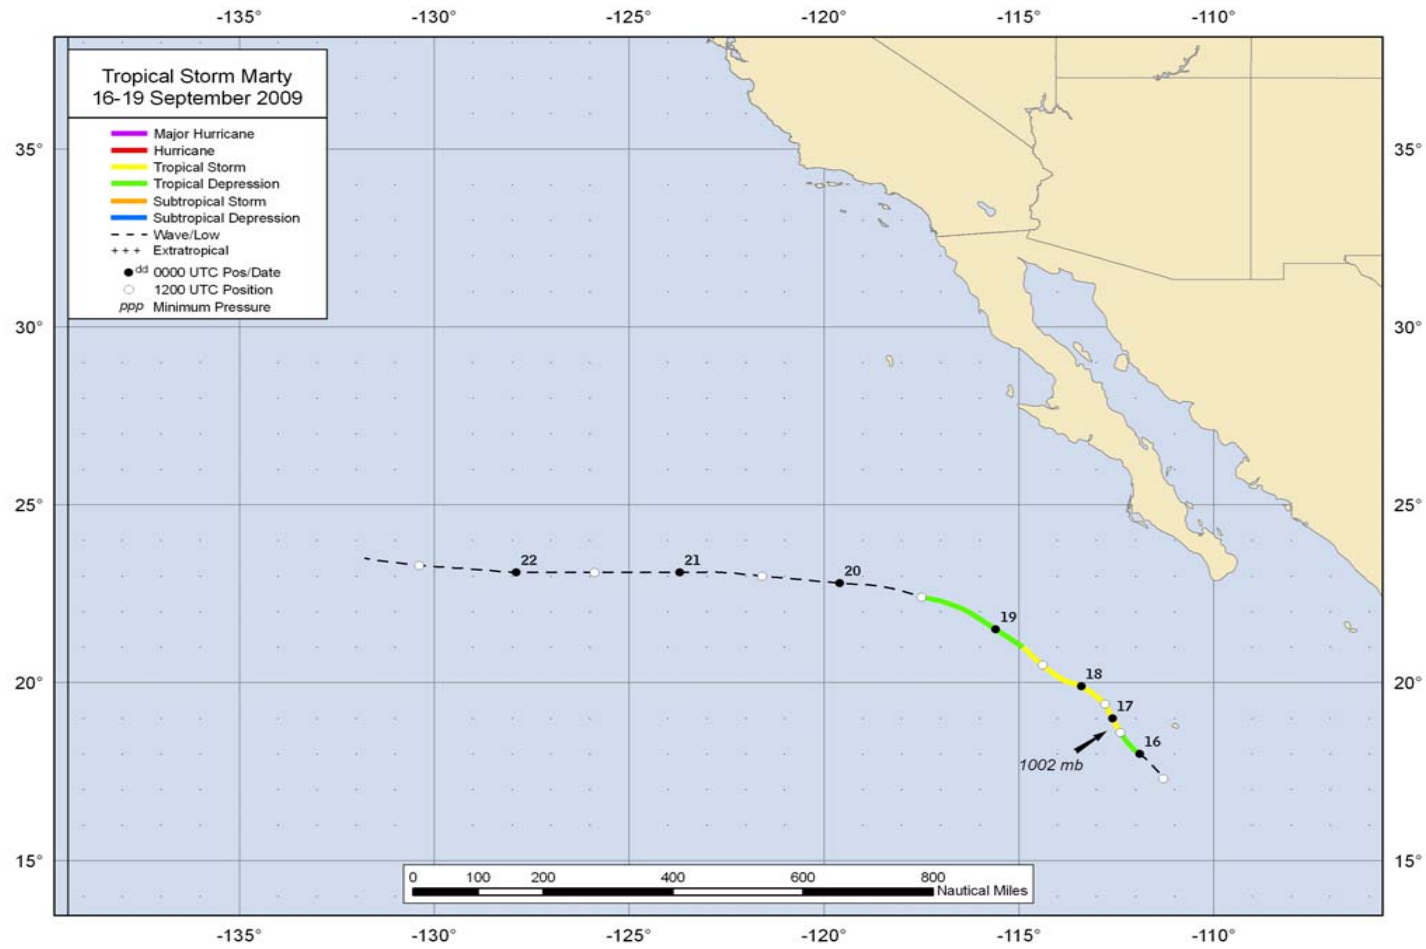 -135° -130° -125° -120° -115° -110°
Tropical Storm Marty
16-19 September 2009
Major Hurricane
Hurricane
Tropical Storm
Tropical Depression
Subtropical Storm
Subtropical Depression
Wave/Low
+++ Extratropical
dd 0000 UTC Pos/Date
1200 UTC Position
ppp Minimum Pressure
35° 35°
30° 30°
25° 25°
22 21 20
19
20° 18 20°
17
16
1002 mb
15° 15°
0 100 200 400 600 800
Nautical Miles
-135° -130° -125° -120° -115° -110°